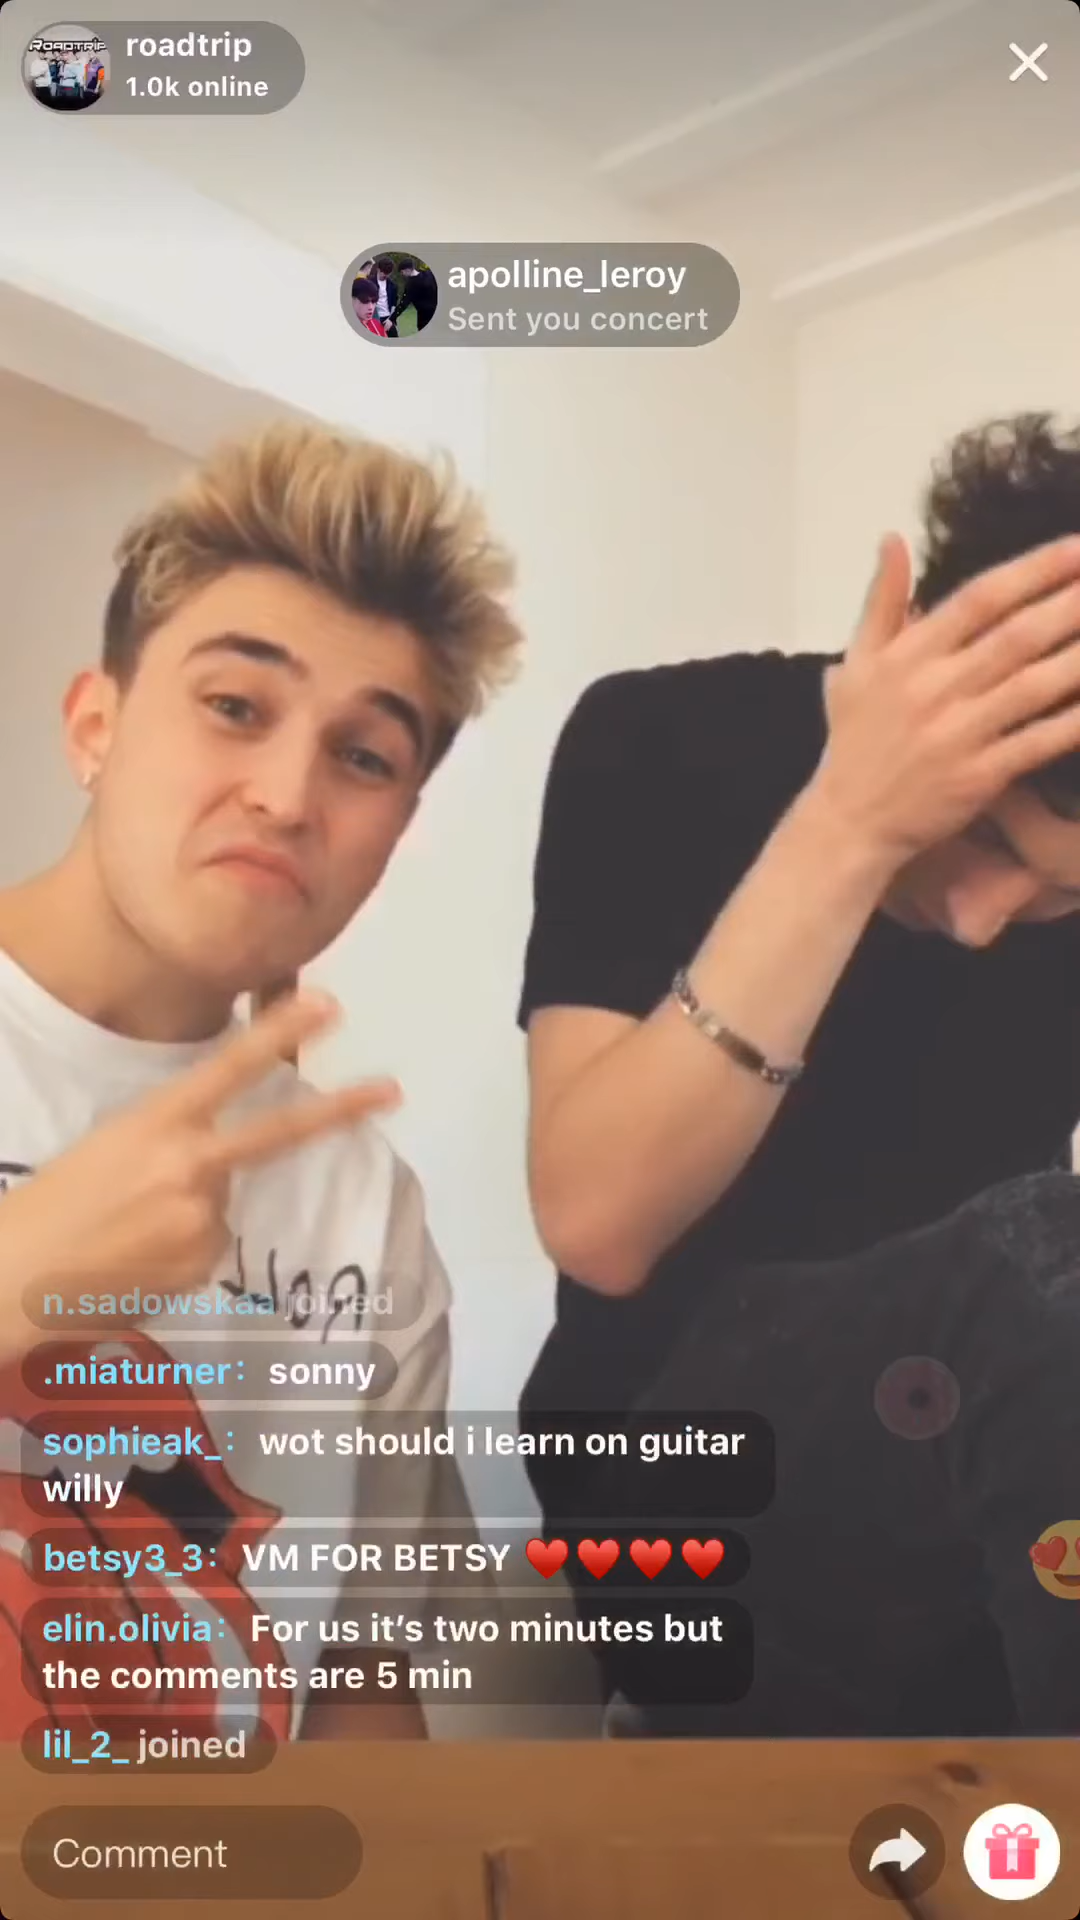 ROADTRIP
roadtrip
1.0k online
apolline_leroy
Sent you concert
n.sadowskaa joined
.miaturner: sonny
sophieak_: wot should i learn on guitar
willy
betsy3_3: VM FOR BETSY ❤️❤️❤️❤️
elin.olivia: For us it’s two minutes but
the comments are 5 min
lil_2_ joined
Comment